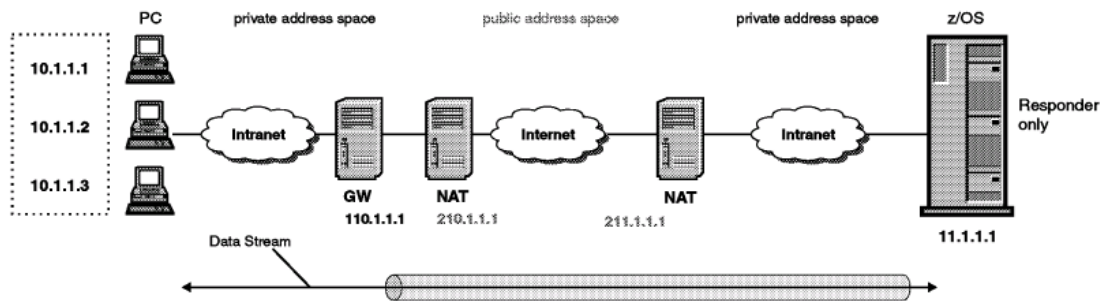 PC
private address space
public address space
private address space
z/OS
10.1.1.1
10.1.1.2
10.1.1.3
Intranet
Internet
Intranet
Responder
only
GW
NAT
NAT
110.1.1.1
210.1.1.1
211.1.1.1
11.1.1.1
Data Stream